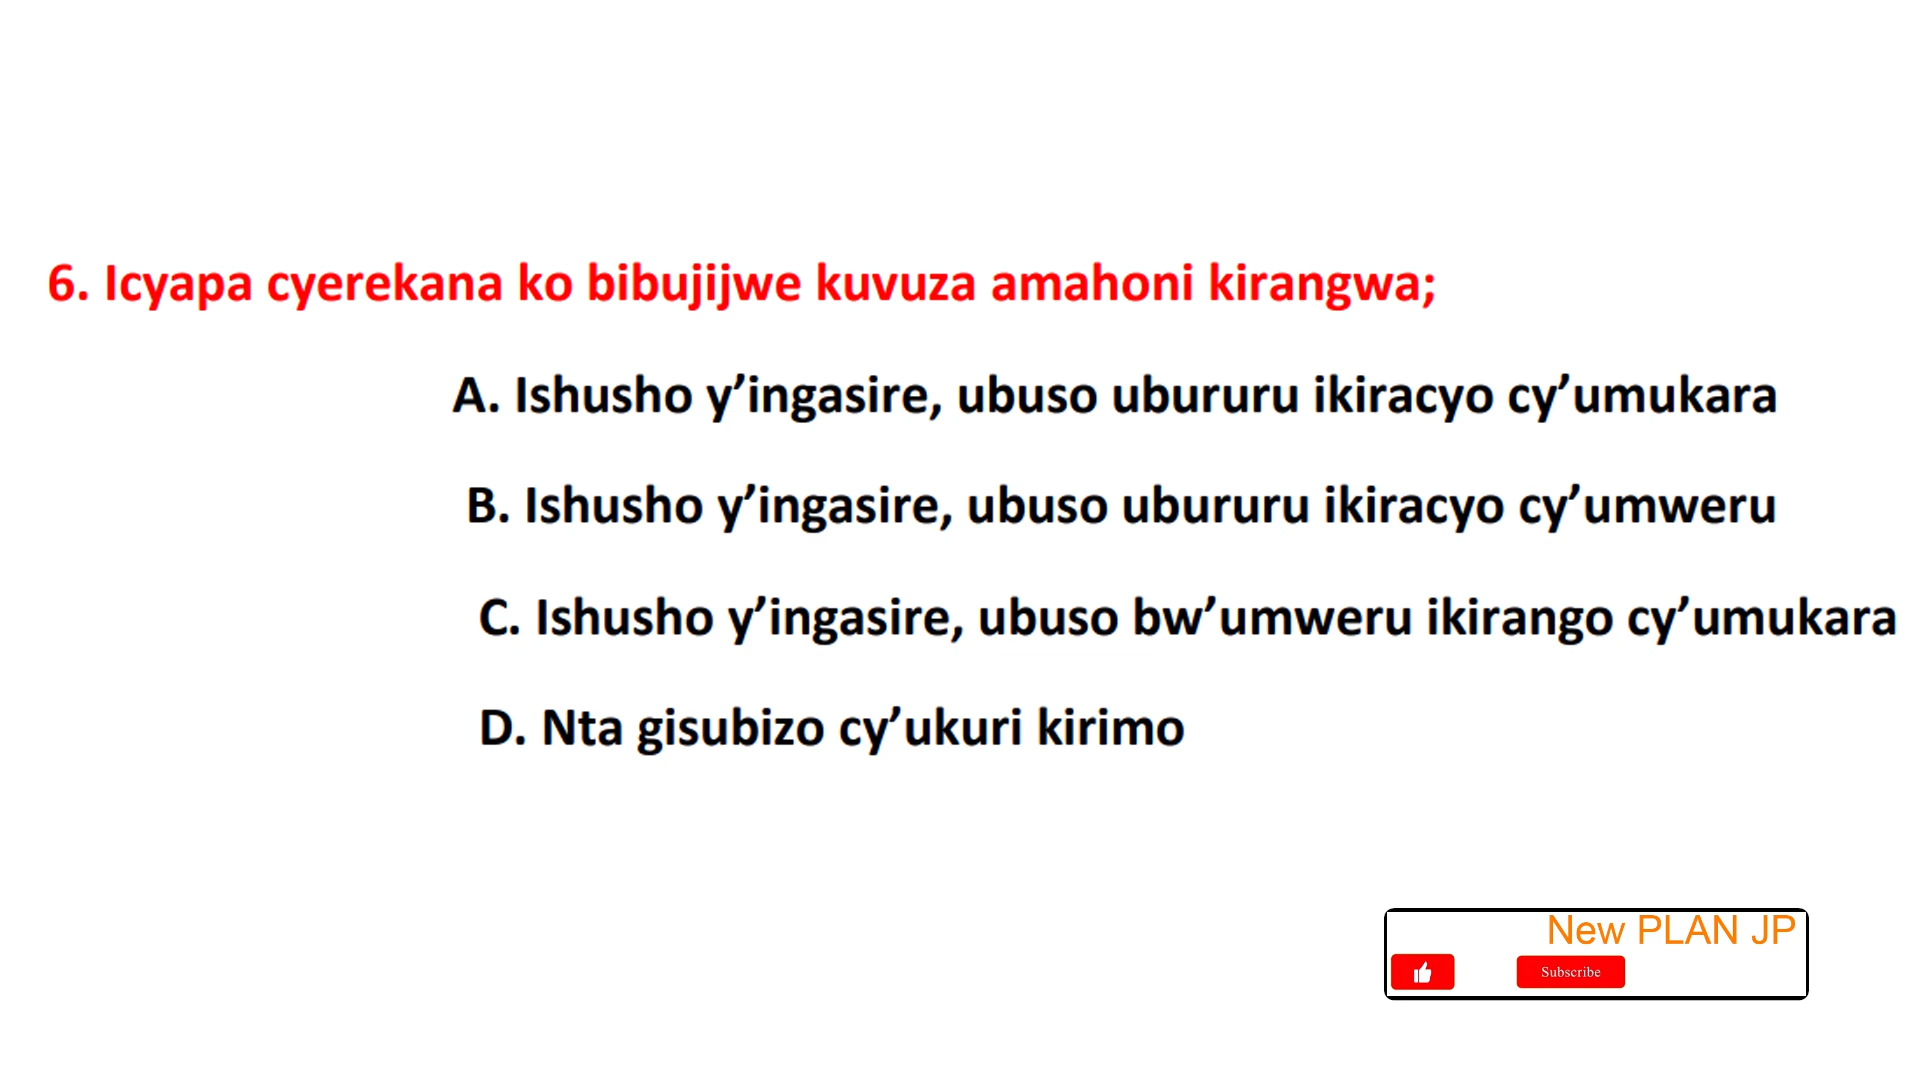 6. Icyapa cyerekana ko bibujijwe kuvuza amahoni kirangwa;
A. Ishusho y’ingasire, ubuso ubururu ikiracyo cy’umukara
B. Ishusho y’ingasire, ubuso ubururu ikiracyo cy’umweru
C. Ishusho y’ingasire, ubuso bw’umweru ikirango cy’umukara
D. Nta gisubizo cy’ukuri kirimo
New PLAN JP
Subscribe